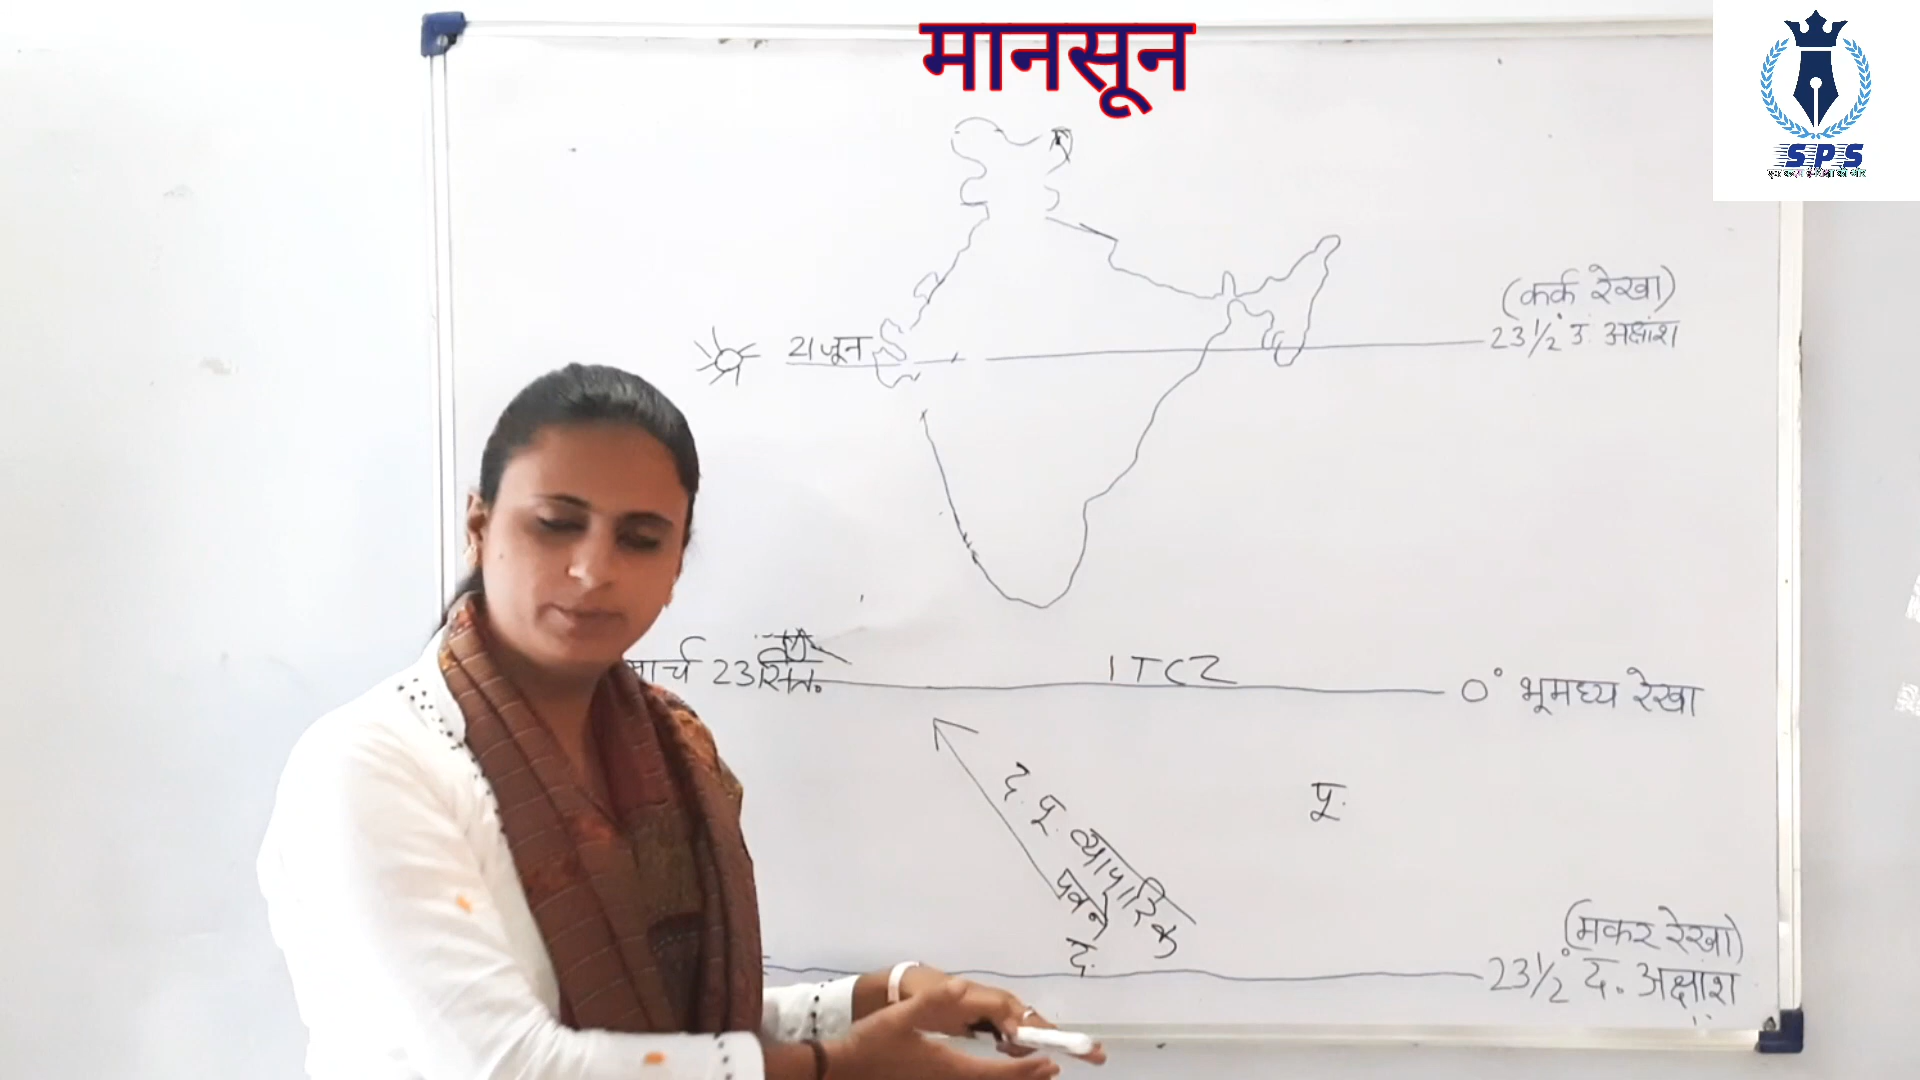 मानसून
SPS
(कर्क रेखा)
23½° उ. अक्षांश
21 जून
मार्च 23 सित.
ITCZ
0° भूमध्य रेखा
द. पू. व्यापारिक
पवने
द.
पू.
(मकर रेखा)
23½° द. अक्षांश